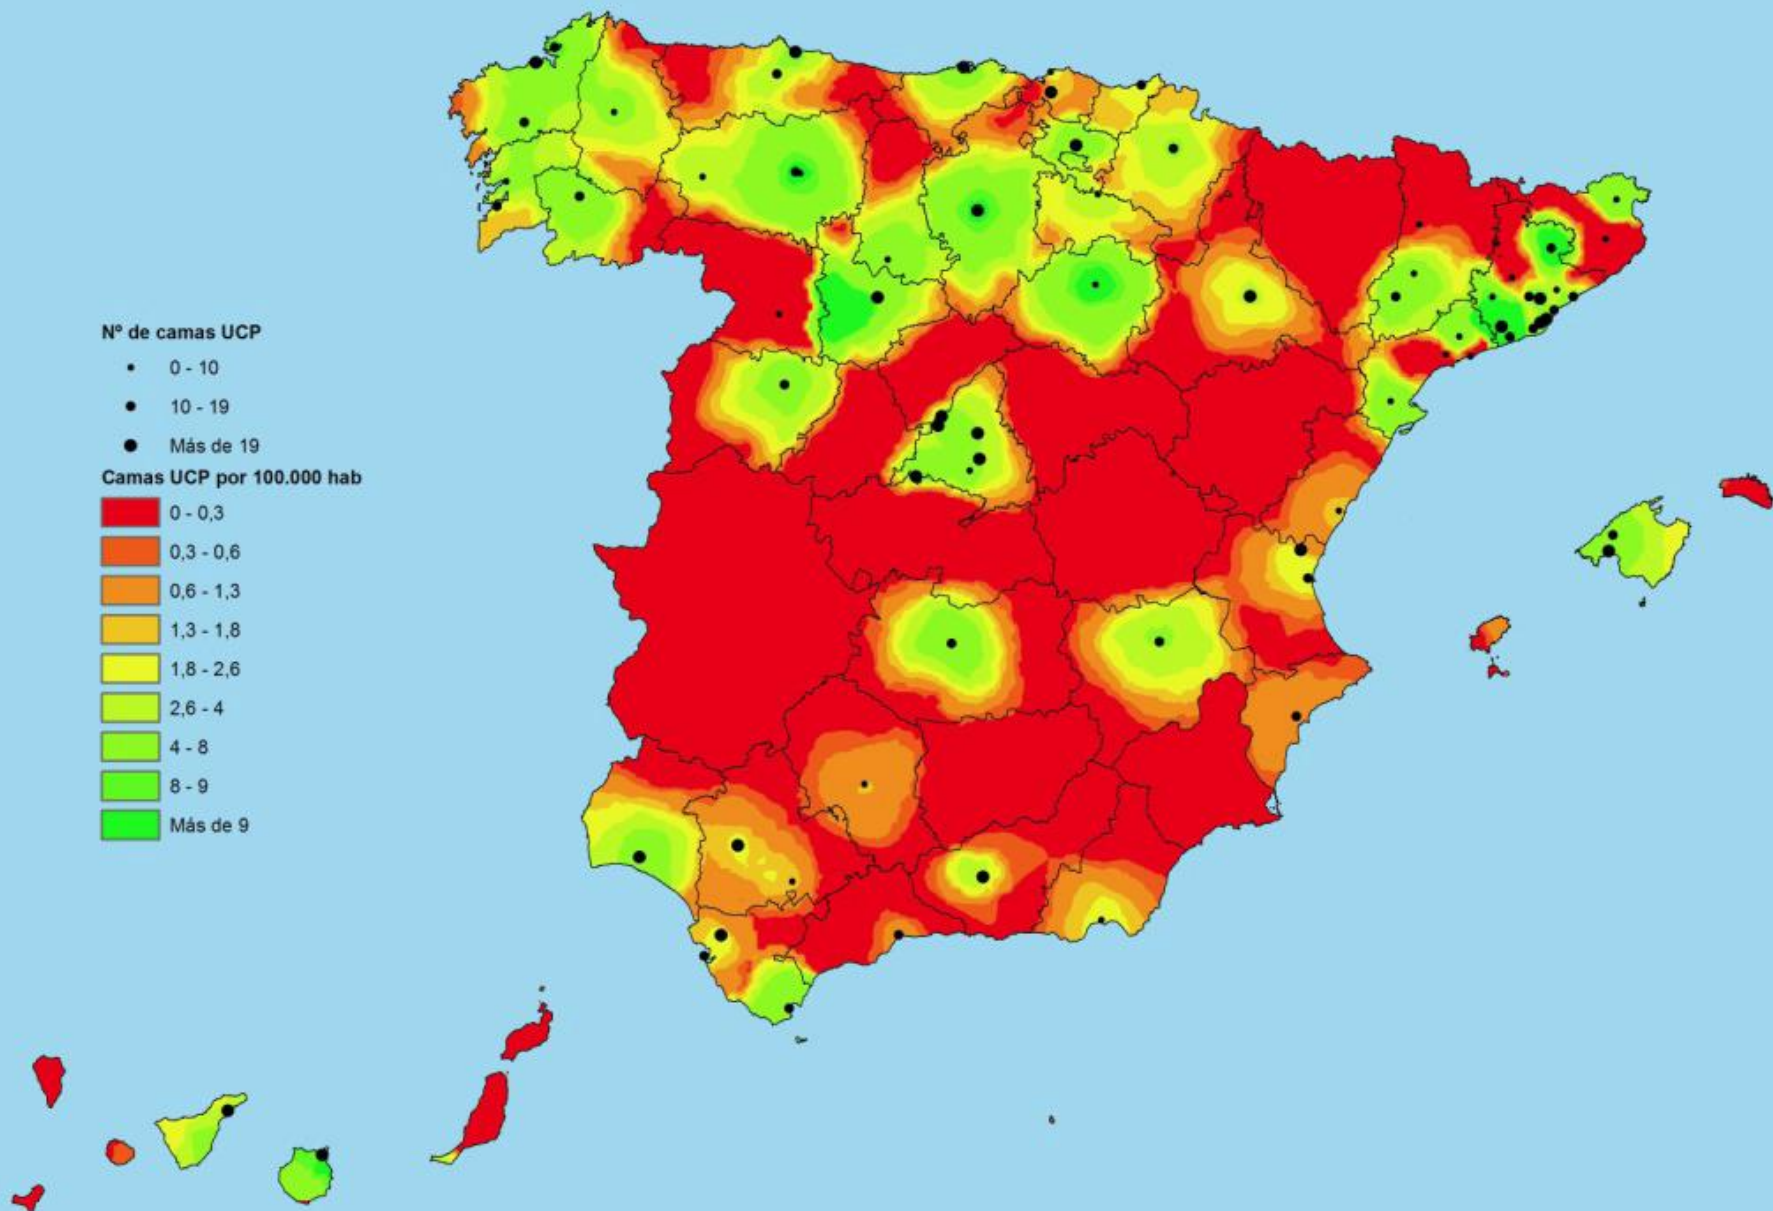 Nº de camas UCP
0 - 10
10 - 19
Más de 19
Camas UCP por 100.000 hab
0 - 0,3
0,3 - 0,6
0,6 - 1,3
1,3 - 1,8
1,8 - 2,6
2,6 - 4
4 - 8
8 - 9
Más de 9